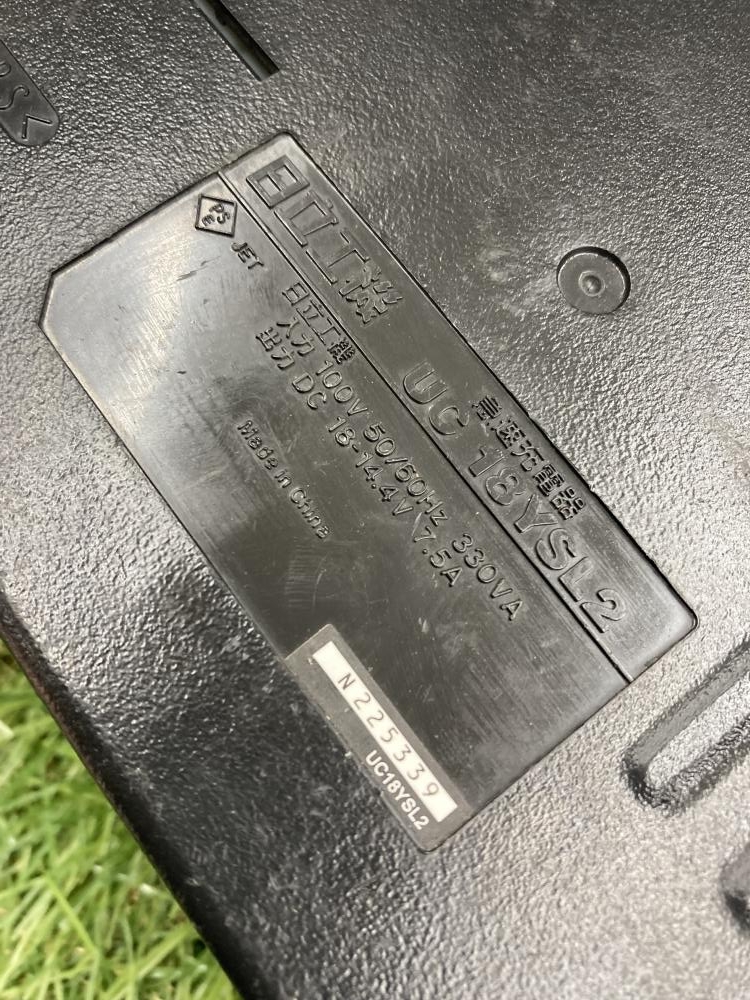 PS<
日立工機
急速充電器
UC 18YSL2
PS
E
JET
日立工機
入力 100V 50/60Hz 330VA
出力 DC 18-14.4V 7.5A
Made in China
N225339
UC18YSL2